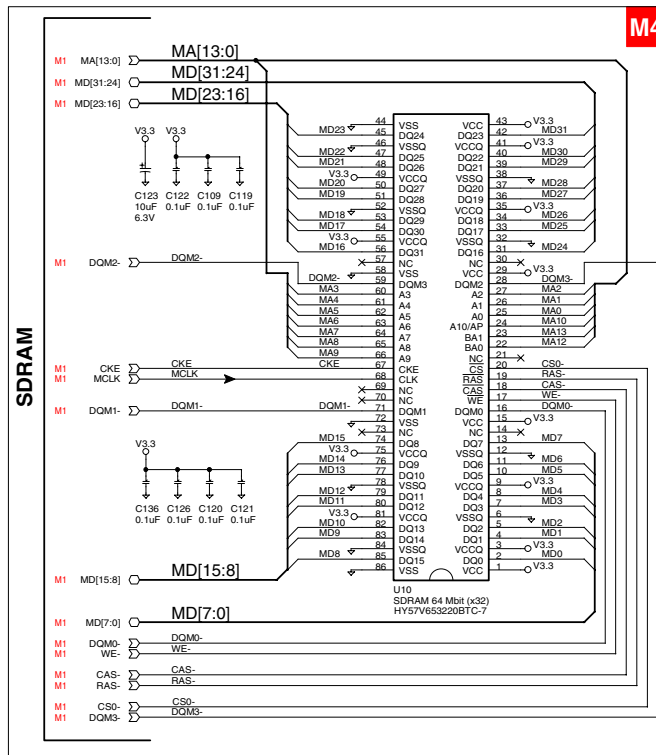 M4
SDRAM
M1 MA[13:0] MA[13:0]
M1 MD[31:24] MD[31:24]
M1 MD[23:16] MD[23:16]
V3.3 V3.3
C123 C122 C109 C119
10uF 0.1uF 0.1uF 0.1uF
6.3V
M1 DQM2- DQM2-
M1 CKE CKE CKE
M1 MCLK MCLK
M1 DQM1- DQM1- DQM1-
V3.3
C136 C126 C120 C121
0.1uF 0.1uF 0.1uF 0.1uF
M1 MD[15:8] MD[15:8]
M1 MD[7:0] MD[7:0]
M1 DQM0- DQM0-
M1 WE- WE-
M1 CAS- CAS-
M1 RAS- RAS-
M1 CS0- CS0-
M1 DQM3- DQM3-
44 VSS VCC 43 V3.3
MD23 45 DQ24 DQ23 42 MD31
46 VSSQ VCCQ 41 V3.3
MD22 47 DQ25 DQ22 40 MD30
MD21 48 DQ26 DQ21 39 MD29
V3.3 49 VCCQ VSSQ 38
MD20 50 DQ27 DQ20 37 MD28
MD19 51 DQ28 DQ19 36 MD27
52 VSSQ VCCQ 35 V3.3
MD18 53 DQ29 DQ18 34 MD26
MD17 54 DQ30 DQ17 33 MD25
V3.3 55 VCCQ VSSQ 32
MD16 56 DQ31 DQ16 31 MD24
57 NC NC 30
58 VSS VCC 29 V3.3
DQM2- 59 DQM3 DQM2 28 DQM3-
MA3 60 A3 A2 27 MA2
MA4 61 A4 A1 26 MA1
MA5 62 A5 A0 25 MA0
MA6 63 A6 A10/AP 24 MA10
MA7 64 A7 BA1 23 MA13
MA8 65 A8 BA0 22 MA12
MA9 66 A9 NC 21
67 CKE CS 20 CS0-
68 CLK RAS 19 RAS-
69 NC CAS 18 CAS-
70 NC WE 17 WE-
71 DQM1 DQM0 16 DQM0-
72 VSS VCC 15 V3.3
73 NC NC 14
MD15 74 DQ8 DQ7 13 MD7
V3.3 75 VCCQ VSSQ 12
MD14 76 DQ9 DQ6 11 MD6
MD13 77 DQ10 DQ5 10 MD5
78 VSSQ VCCQ 9 V3.3
MD12 79 DQ11 DQ4 8 MD4
MD11 80 DQ12 DQ3 7 MD3
V3.3 81 VCCQ VSSQ 6
MD10 82 DQ13 DQ2 5 MD2
MD9 83 DQ14 DQ1 4 MD1
84 VSSQ VCCQ 3 V3.3
MD8 85 DQ15 DQ0 2 MD0
86 VSS VCC 1 V3.3
U10
SDRAM 64 Mbit (x32)
HY57V653220BTC-7